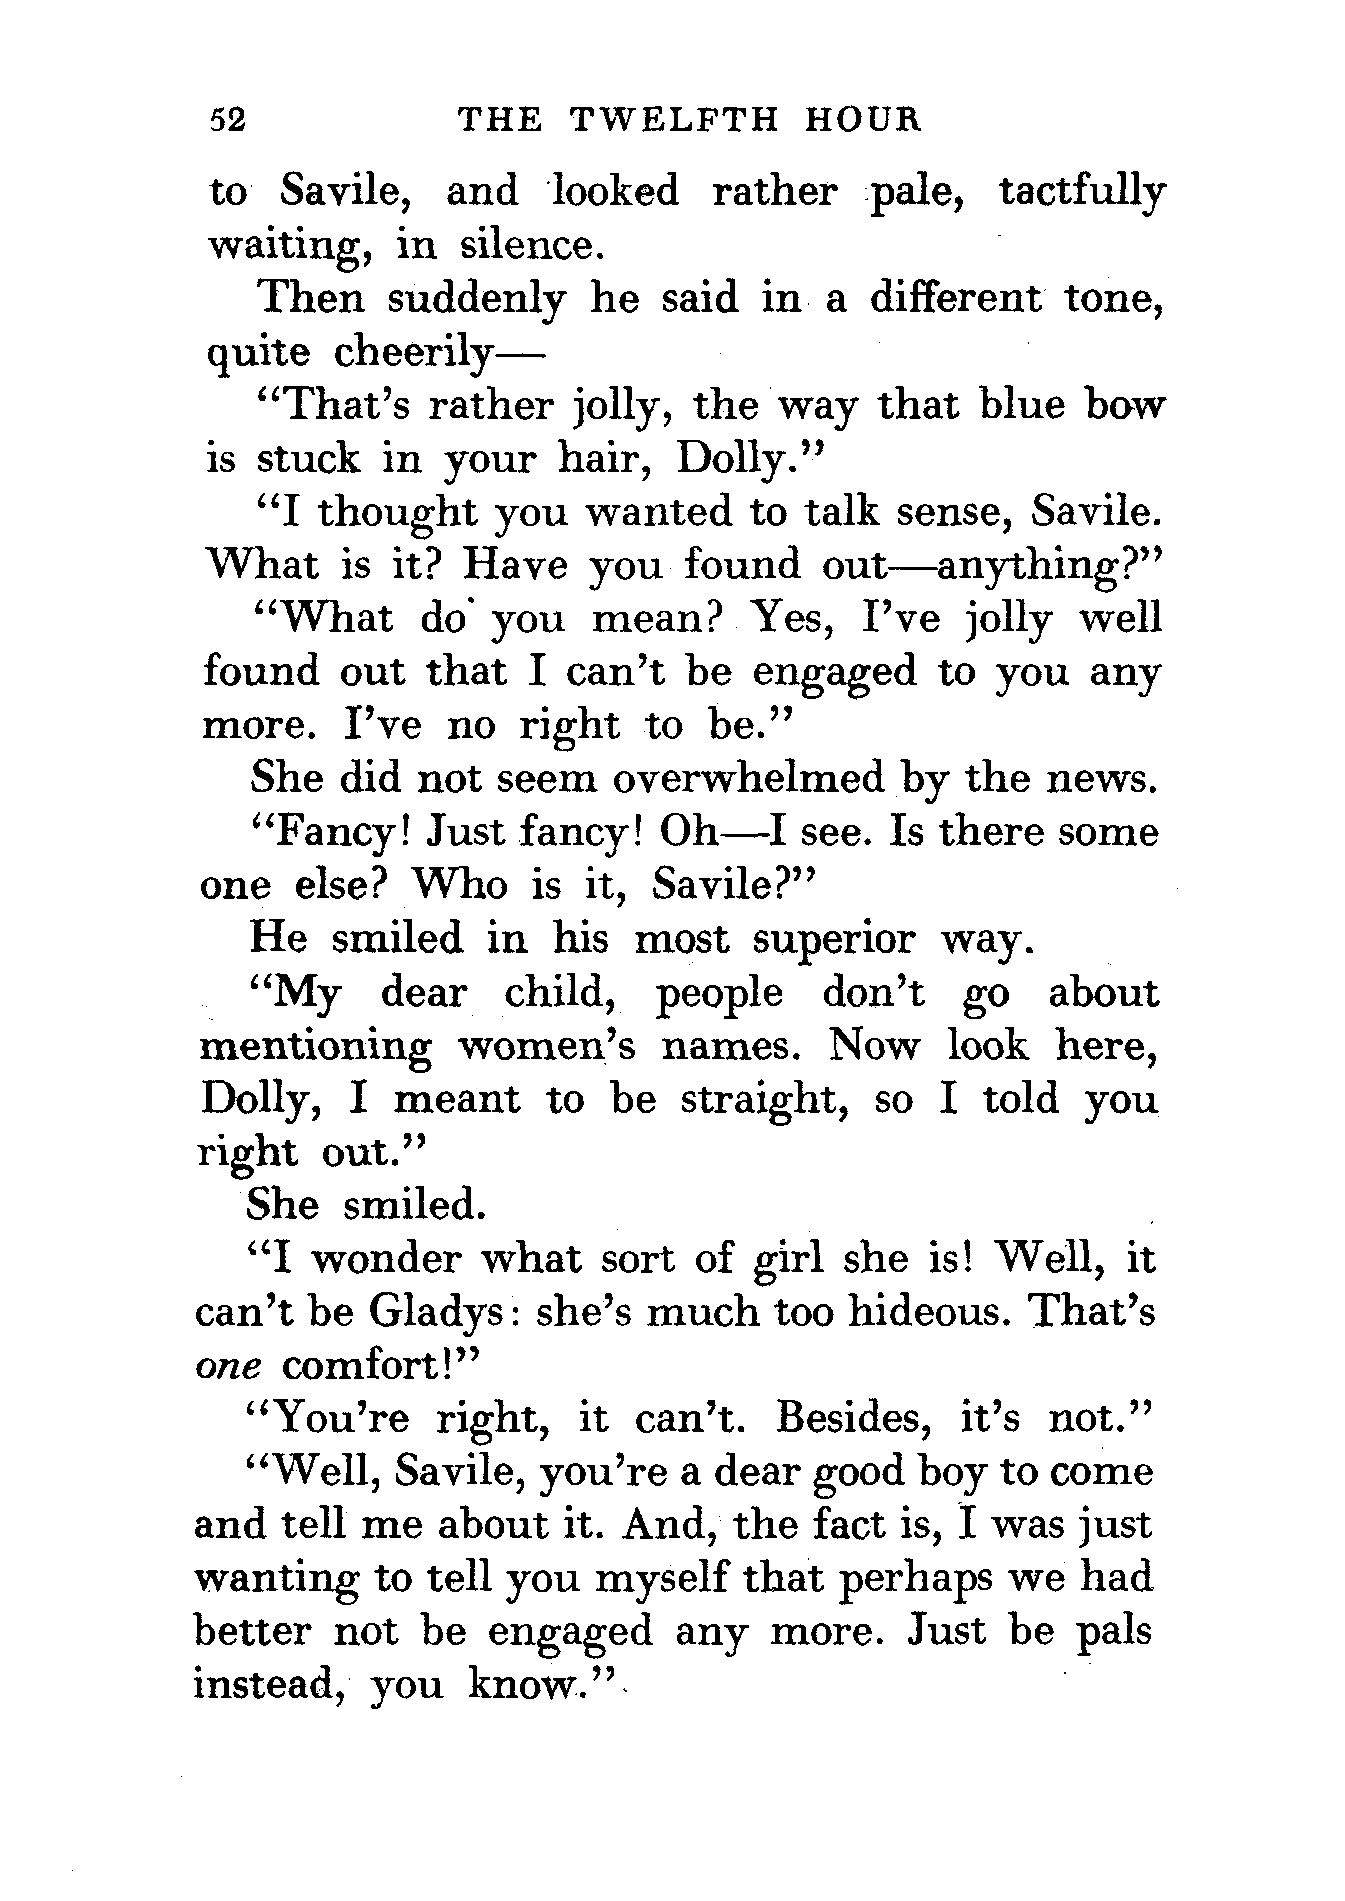 52 THE TWELFTH HOUR
to Savile, and looked rather pale, tactfully
waiting, in silence.
Then suddenly he said in a different tone,
quite cheerily—
“That’s rather jolly, the way that blue bow
is stuck in your hair, Dolly.”
“I thought you wanted to talk sense, Savile.
What is it? Have you found out—anything?”
“What do you mean? Yes, I’ve jolly well
found out that I can’t be engaged to you any
more. I’ve no right to be.”
She did not seem overwhelmed by the news.
“Fancy! Just fancy! Oh—I see. Is there some
one else? Who is it, Savile?”
He smiled in his most superior way.
“My dear child, people don’t go about
mentioning women’s names. Now look here,
Dolly, I meant to be straight, so I told you
right out.”
She smiled.
“I wonder what sort of girl she is! Well, it
can’t be Gladys: she’s much too hideous. That’s
one comfort!”
“You’re right, it can’t. Besides, it’s not.”
“Well, Savile, you’re a dear good boy to come
and tell me about it. And, the fact is, I was just
wanting to tell you myself that perhaps we had
better not be engaged any more. Just be pals
instead, you know.”